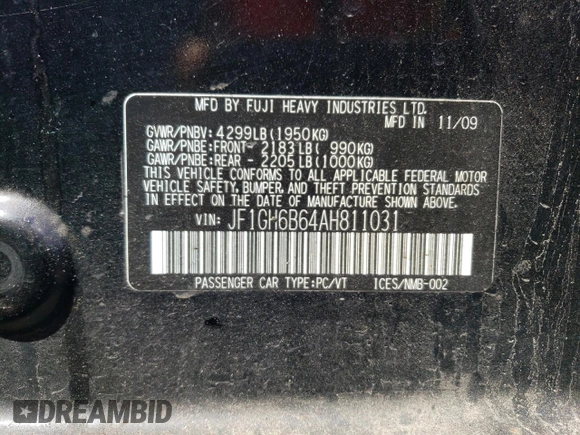 MFD BY FUJI HEAVY INDUSTRIES LTD.
MFD IN 11/09
GVWR/PNBV: 4299LB(1950KG)
GAWR/PNBE:FRONT- 2183LB( 990KG)
GAWR/PNBE:REAR - 2205LB(1000KG)
THIS VEHICLE CONFORMS TO ALL APPLICABLE FEDERAL MOTOR
VEHICLE SAFETY, BUMPER, AND THEFT PREVENTION STANDARDS
IN EFFECT ON THE DATE OF MANUFACTURE SHOWN ABOVE.
VIN: JF1GH6B64AH811031
PASSENGER CAR TYPE:PC/VT ICES/NMB-002
DREAMBID